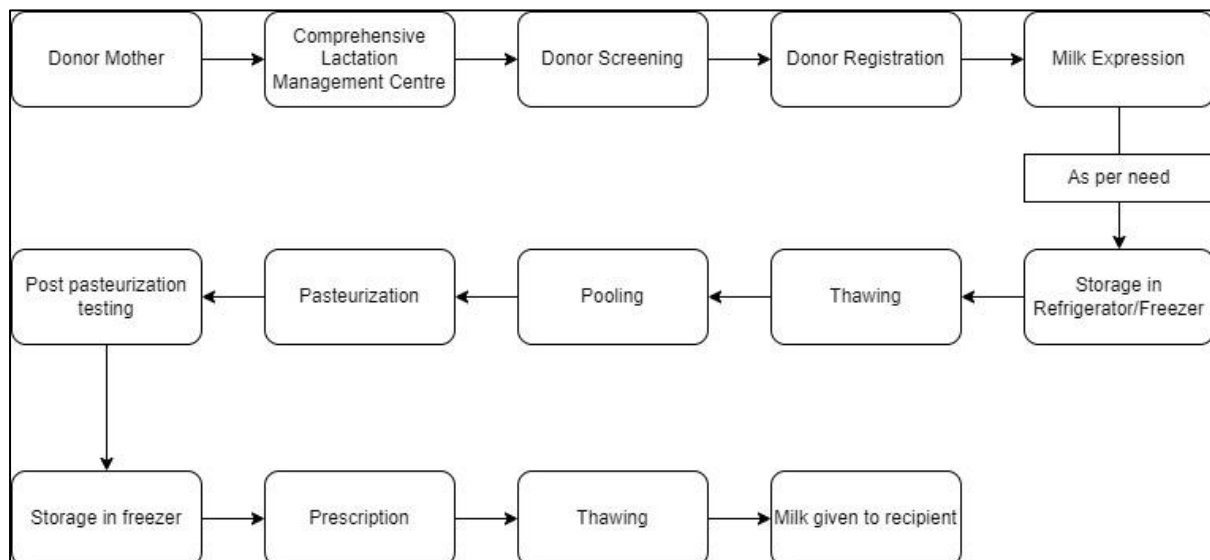 Donor Mother
Comprehensive
Lactation
Management Centre
Donor Screening
Donor Registration
Milk Expression
As per need
Storage in
Refrigerator/Freezer
Thawing
Pooling
Pasteurization
Post pasteurization
testing
Storage in freezer
Prescription
Thawing
Milk given to recipient